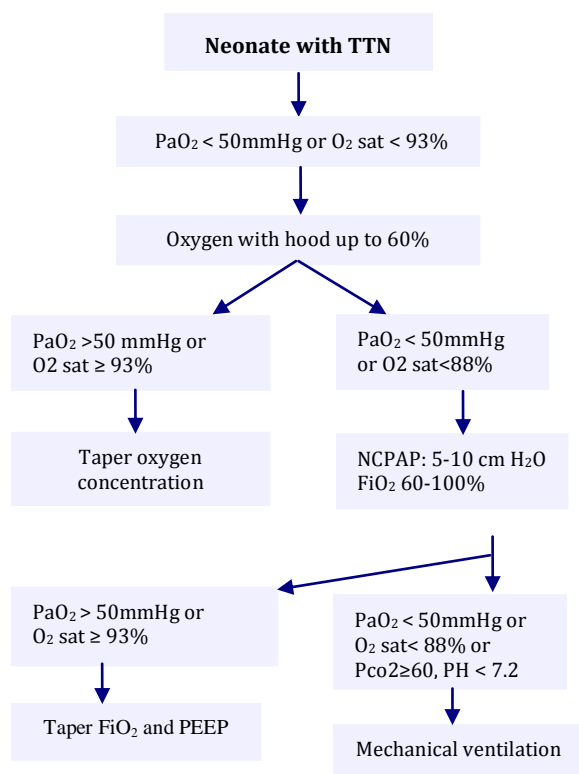 Neonate with TTN
PaO₂ < 50mmHg or O₂ sat < 93%
Oxygen with hood up to 60%
PaO₂ >50 mmHg or
O2 sat ≥ 93%
PaO₂ < 50mmHg
or O2 sat<88%
Taper oxygen
concentration
NCPAP: 5-10 cm H₂O
FiO₂ 60-100%
PaO₂ > 50mmHg or
O₂ sat ≥ 93%
PaO₂ < 50mmHg or
O₂ sat< 88% or
Pco2≥60, PH < 7.2
Taper FiO₂ and PEEP
Mechanical ventilation